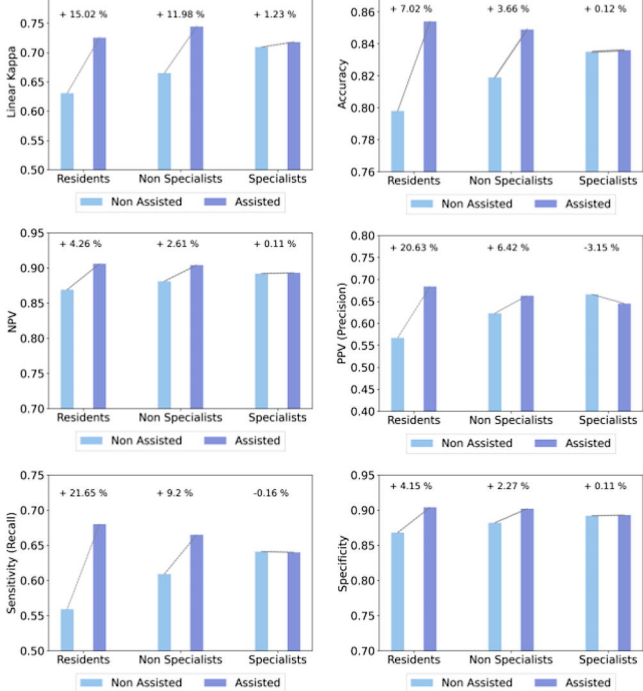 + 15.02 %
+ 11.98 %
+ 1.23 %
0.75
0.70
0.65
0.60
0.55
0.50
Linear Kappa
Residents
Non Specialists
Specialists
Non Assisted
Assisted
+ 7.02 %
+ 3.66 %
+ 0.12 %
0.86
0.84
0.82
0.80
0.78
0.76
Accuracy
Residents
Non Specialists
Specialists
Non Assisted
Assisted
+ 4.26 %
+ 2.61 %
+ 0.11 %
0.95
0.90
0.85
0.80
0.75
0.70
NPV
Residents
Non Specialists
Specialists
Non Assisted
Assisted
+ 20.63 %
+ 6.42 %
-3.15 %
0.80
0.75
0.70
0.65
0.60
0.55
0.50
0.45
0.40
PPV (Precision)
Residents
Non Specialists
Specialists
Non Assisted
Assisted
+ 21.65 %
+ 9.2 %
-0.16 %
0.75
0.70
0.65
0.60
0.55
0.50
Sensitivity (Recall)
Residents
Non Specialists
Specialists
Non Assisted
Assisted
+ 4.15 %
+ 2.27 %
+ 0.11 %
0.95
0.90
0.85
0.80
0.75
0.70
Specificity
Residents
Non Specialists
Specialists
Non Assisted
Assisted